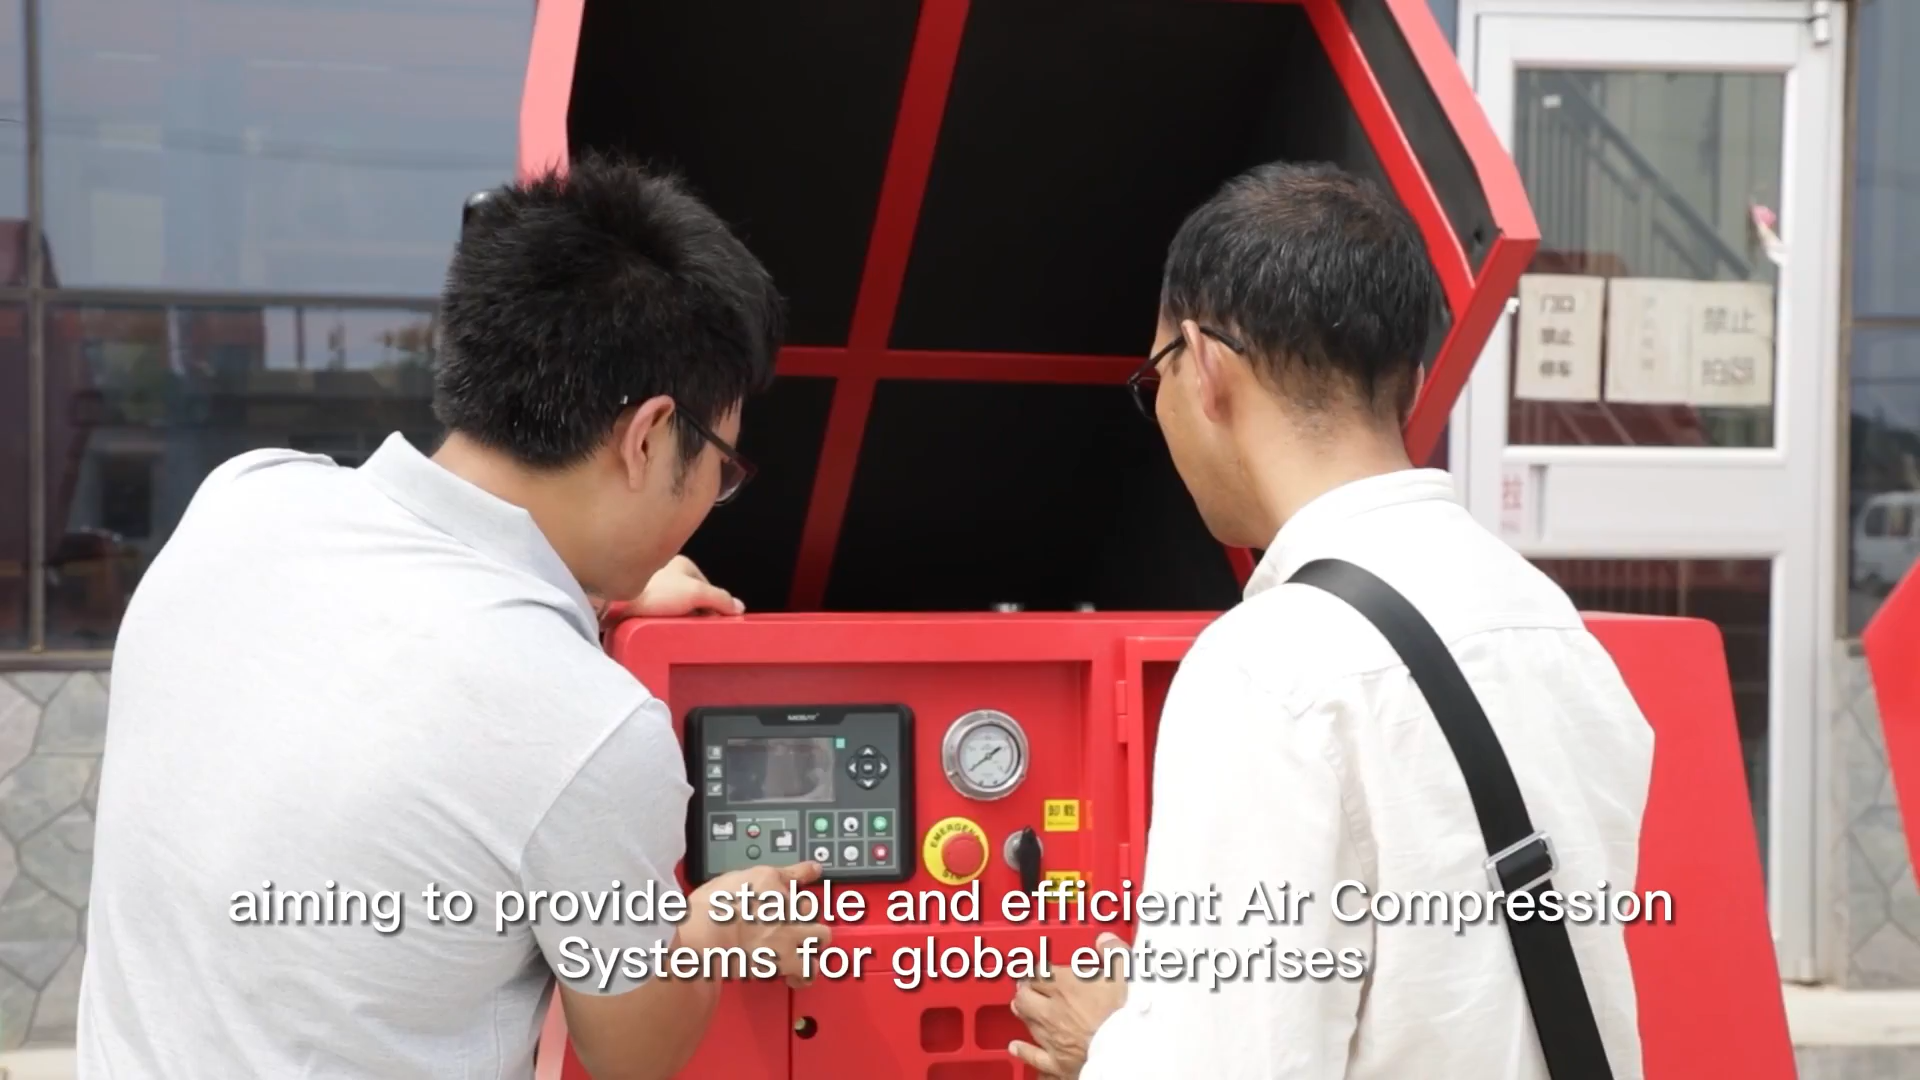 门口
禁止
停车
禁止
拍照
EMERGENCY
卸载
aiming to provide stable and efficient Air Compression
Systems for global enterprises